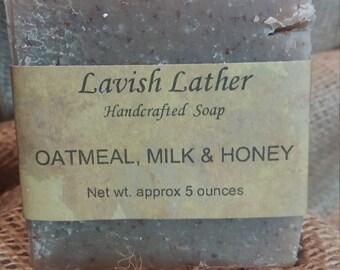 Lavish Lather
Handcrafted Soap
OATMEAL, MILK & HONEY
Net wt. approx 5 ounces